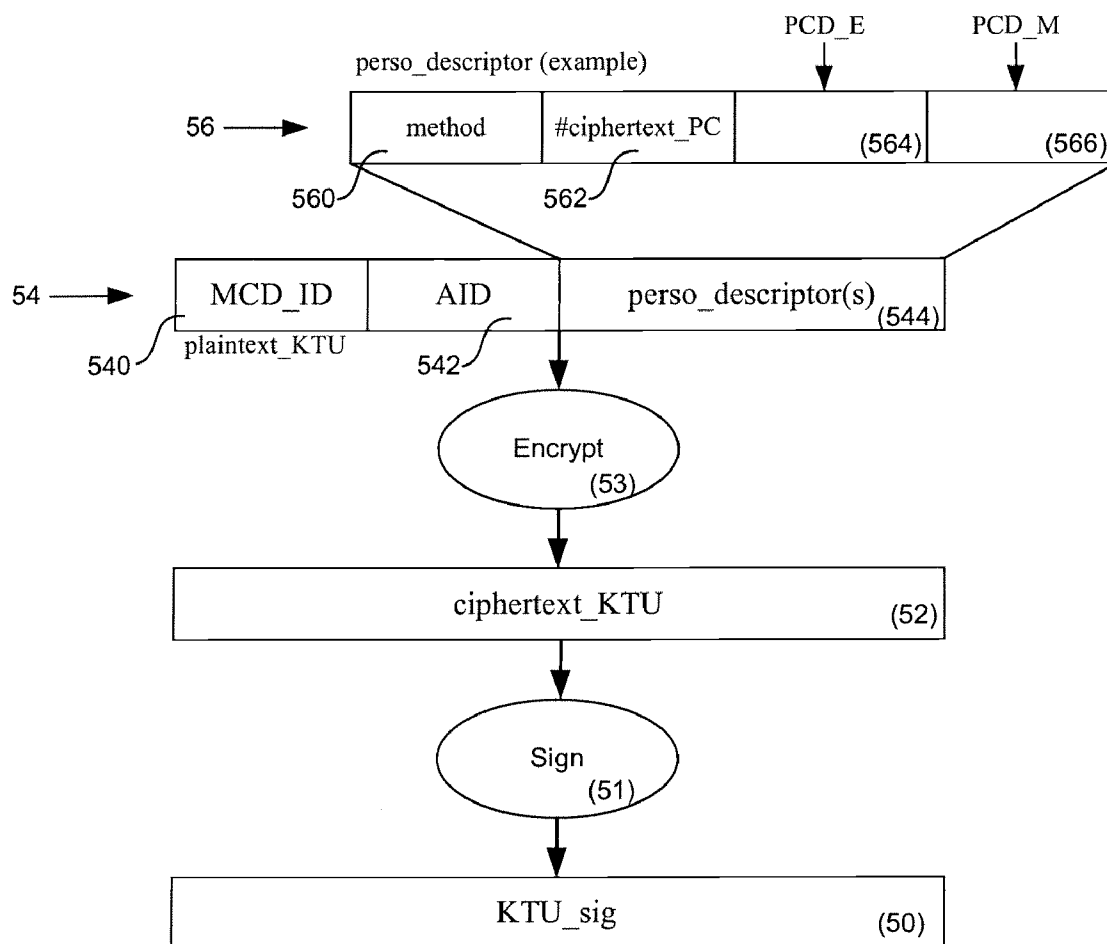 PCD_E PCD_M
perso_descriptor (example)
56 method #ciphertext_PC (564) (566)
560 562
54 MCD_ID AID perso_descriptor(s) (544)
540 plaintext_KTU 542
Encrypt
(53)
ciphertext_KTU (52)
Sign
(51)
KTU_sig (50)